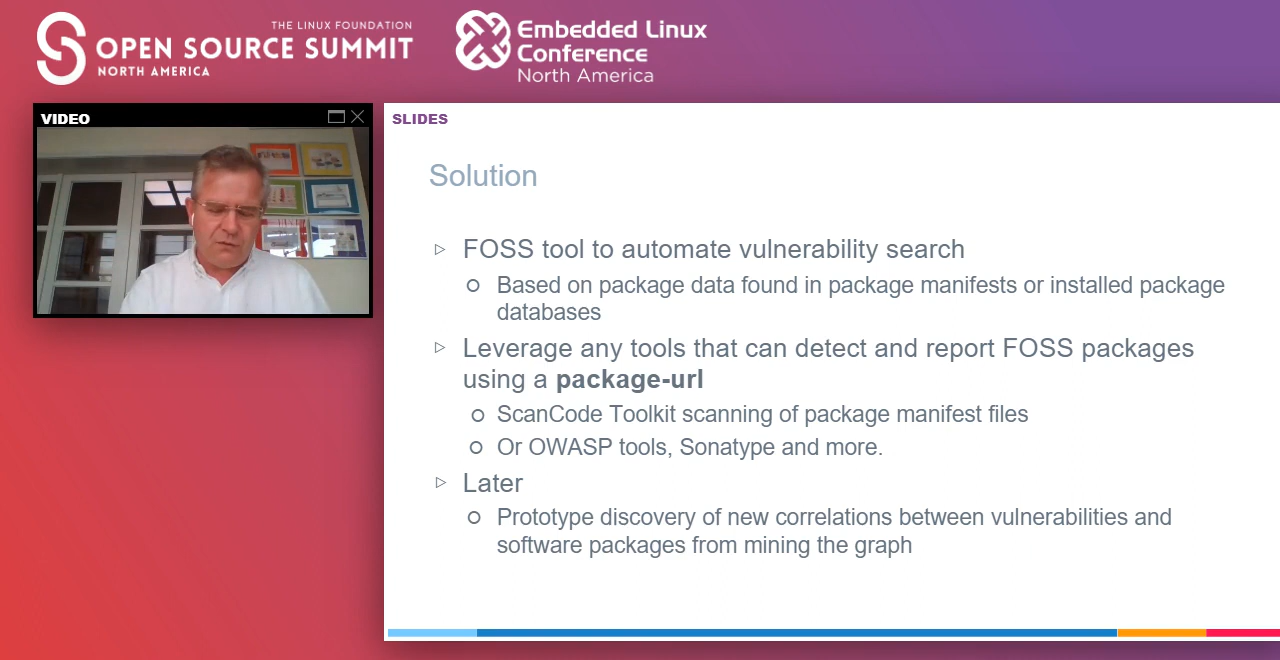 THE LINUX FOUNDATION
OPEN SOURCE SUMMIT
NORTH AMERICA
Embedded Linux
Conference
North America
VIDEO
SLIDES
Solution
FOSS tool to automate vulnerability search
Based on package data found in package manifests or installed package
databases
Leverage any tools that can detect and report FOSS packages
using a package-url
ScanCode Toolkit scanning of package manifest files
Or OWASP tools, Sonatype and more.
Later
Prototype discovery of new correlations between vulnerabilities and
software packages from mining the graph